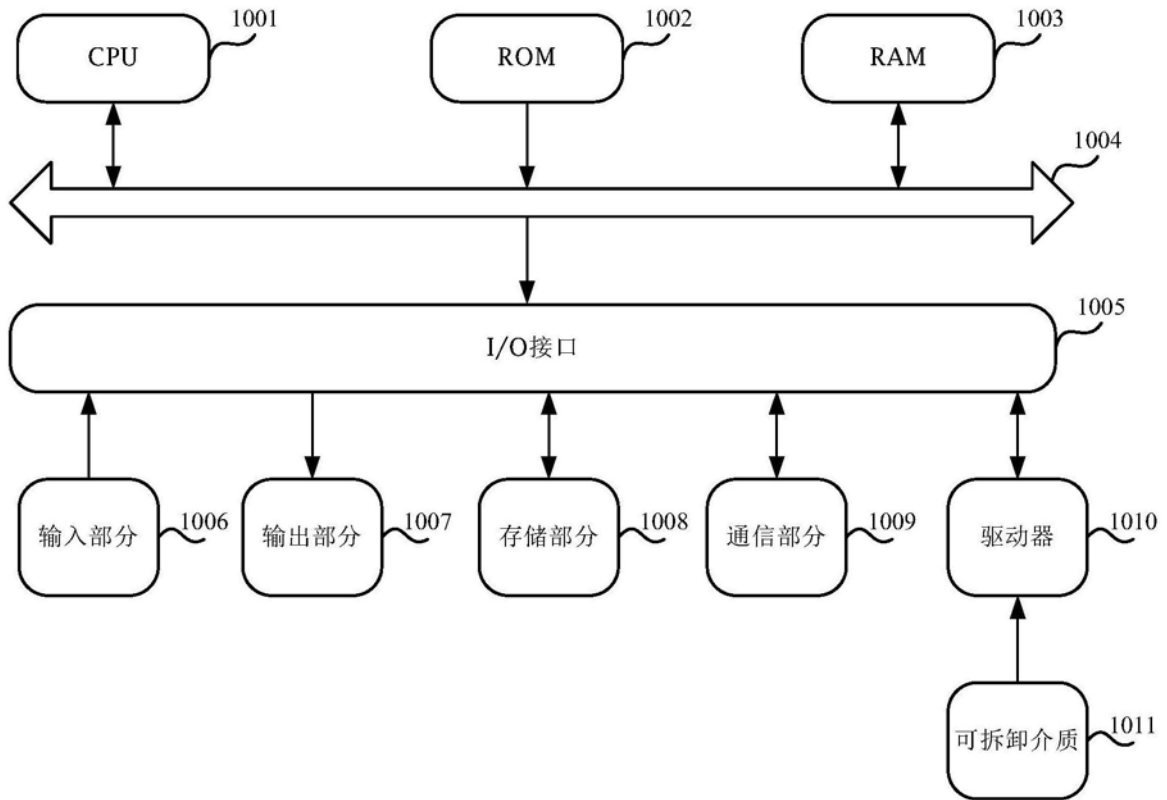 CPU
1001
ROM
1002
RAM
1003
1004
I/O接口
1005
输入部分
1006
输出部分
1007
存储部分
1008
通信部分
1009
驱动器
1010
可拆卸介质
1011